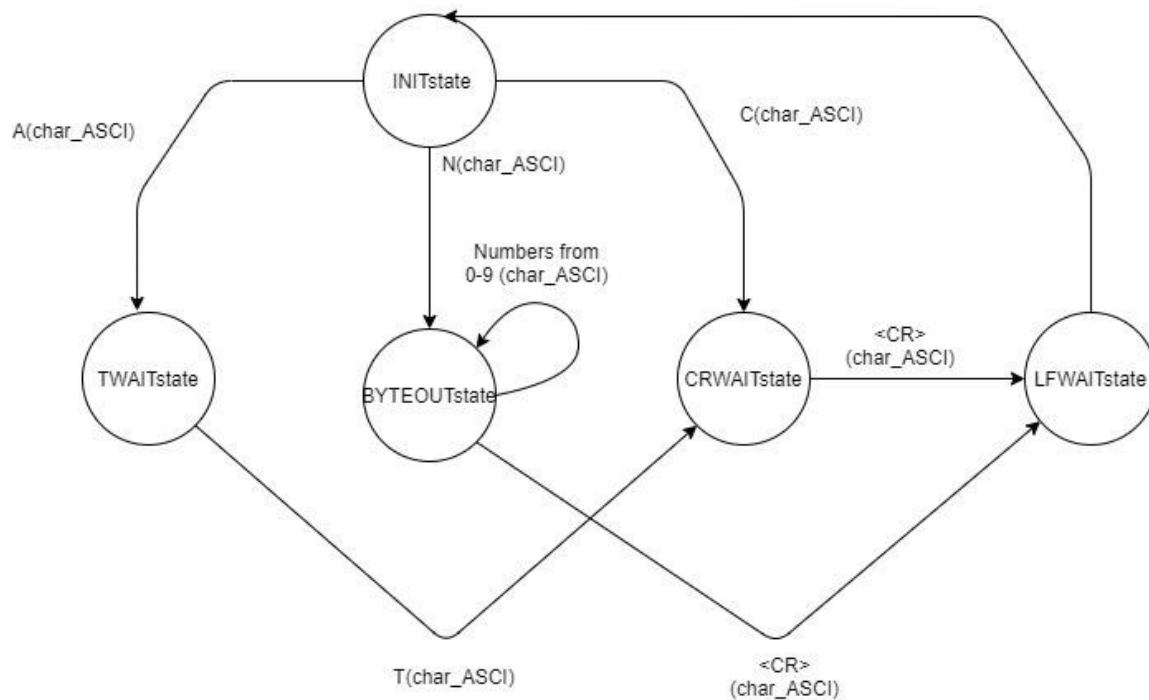 INITstate
A(char_ASCI)
C(char_ASCI)
N(char_ASCI)
Numbers from
0-9 (char_ASCI)
TWAITstate
BYTEOUTstate
CRWAITstate
<CR>
(char_ASCI)
LFWAITstate
T(char_ASCI)
<CR>
(char_ASCI)